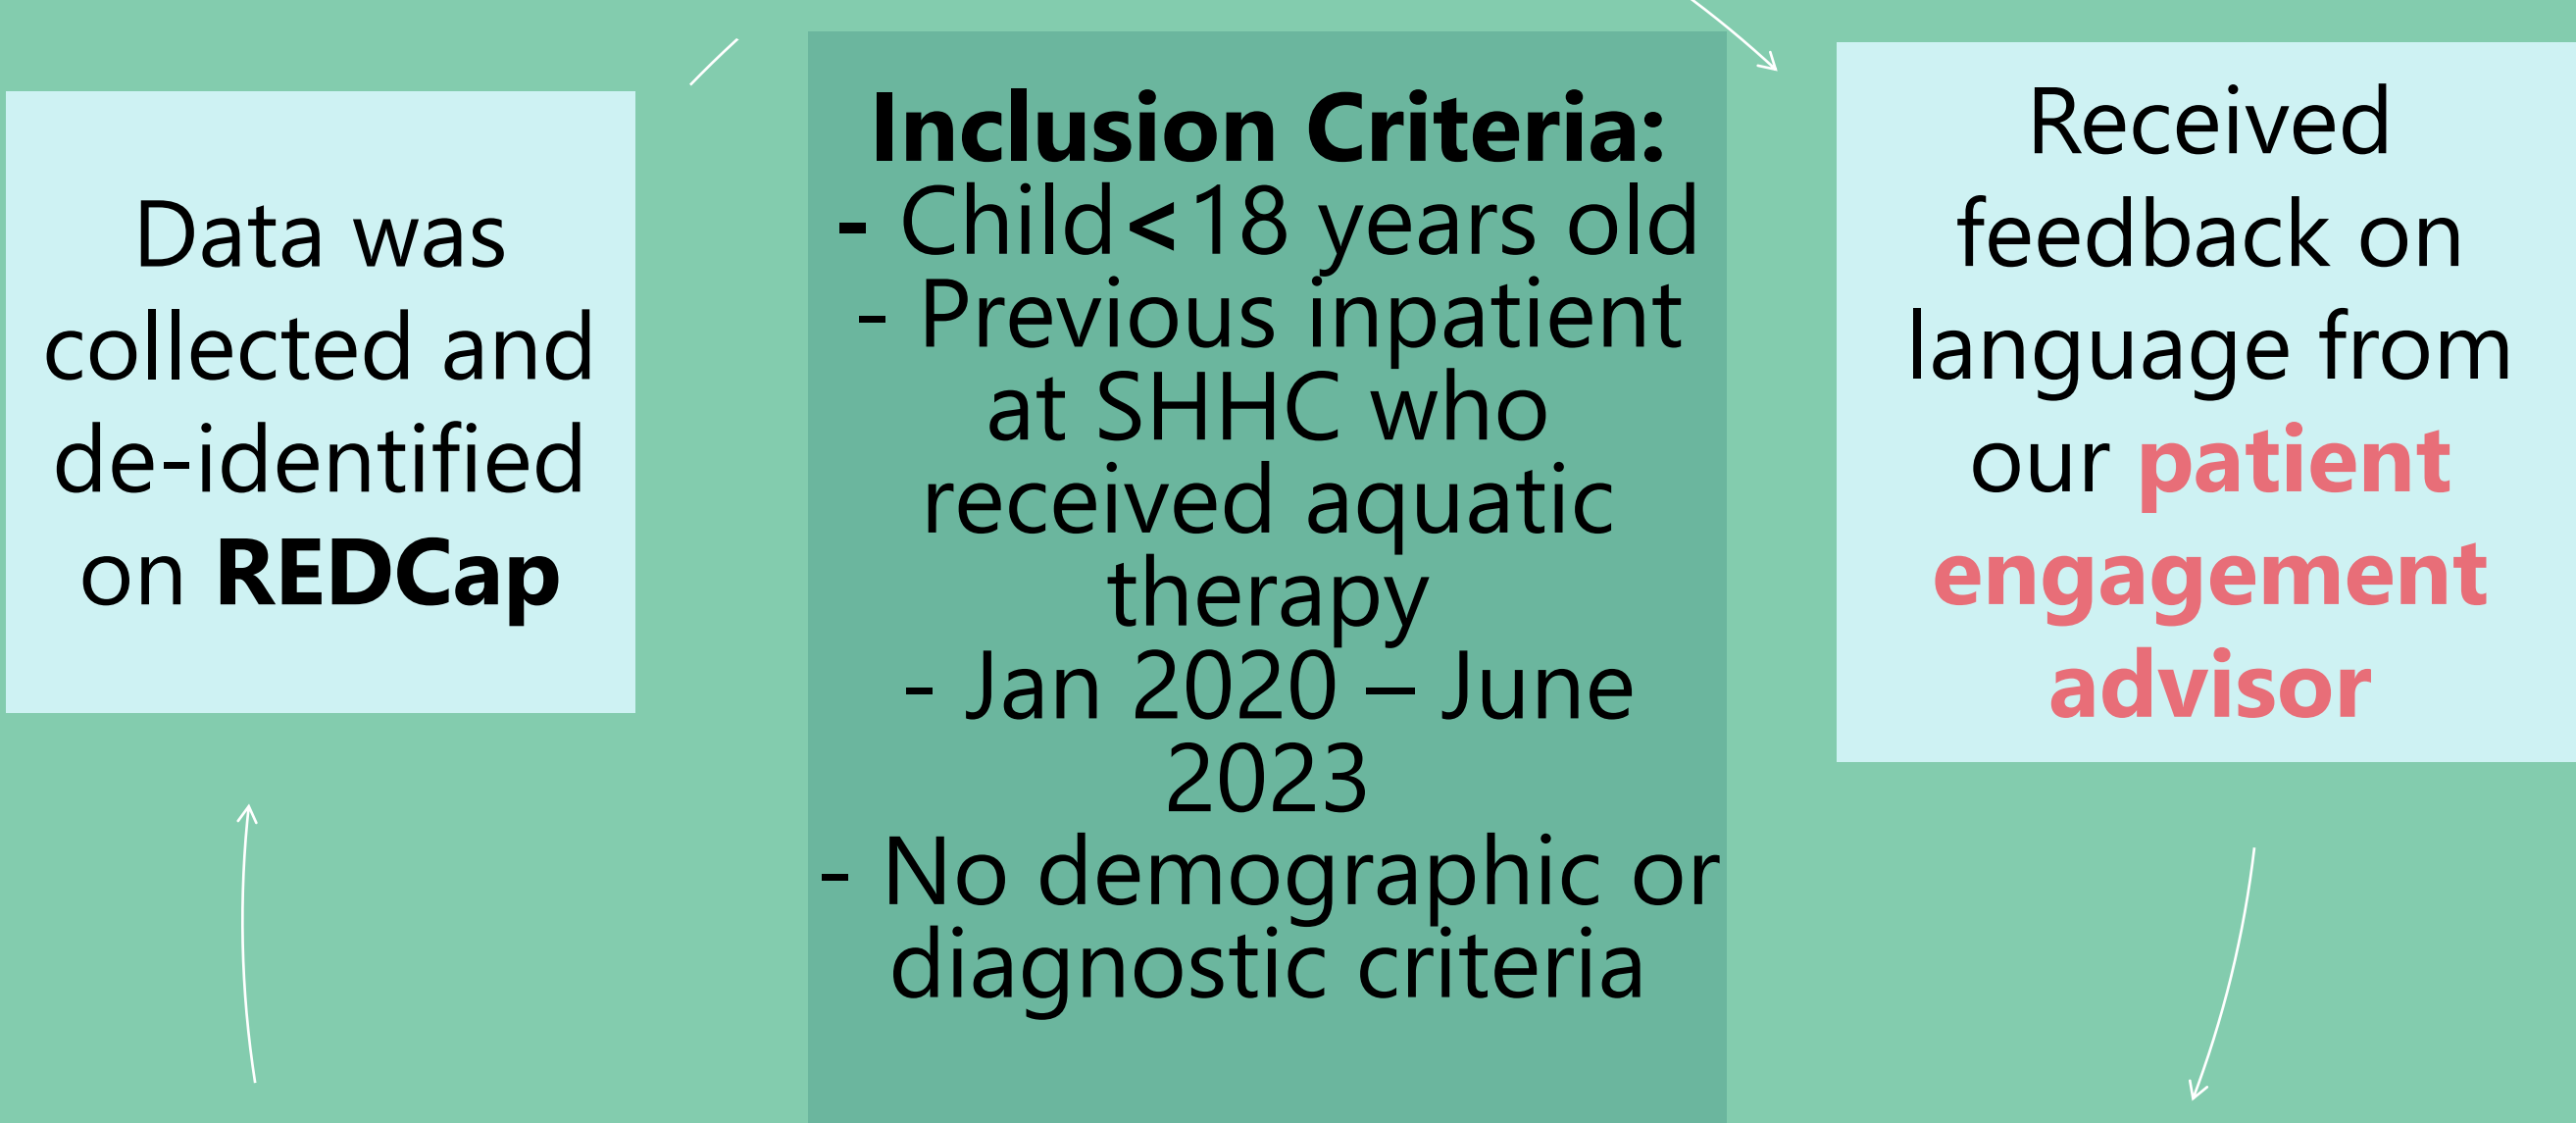 Data was
collected and
de-identified
on REDCap
Inclusion Criteria:
- Child<18 years old
- Previous inpatient
at SHHC who
received aquatic
therapy
- Jan 2020 – June
2023
- No demographic or
diagnostic criteria
Received
feedback on
language from
our patient
engagement
advisor